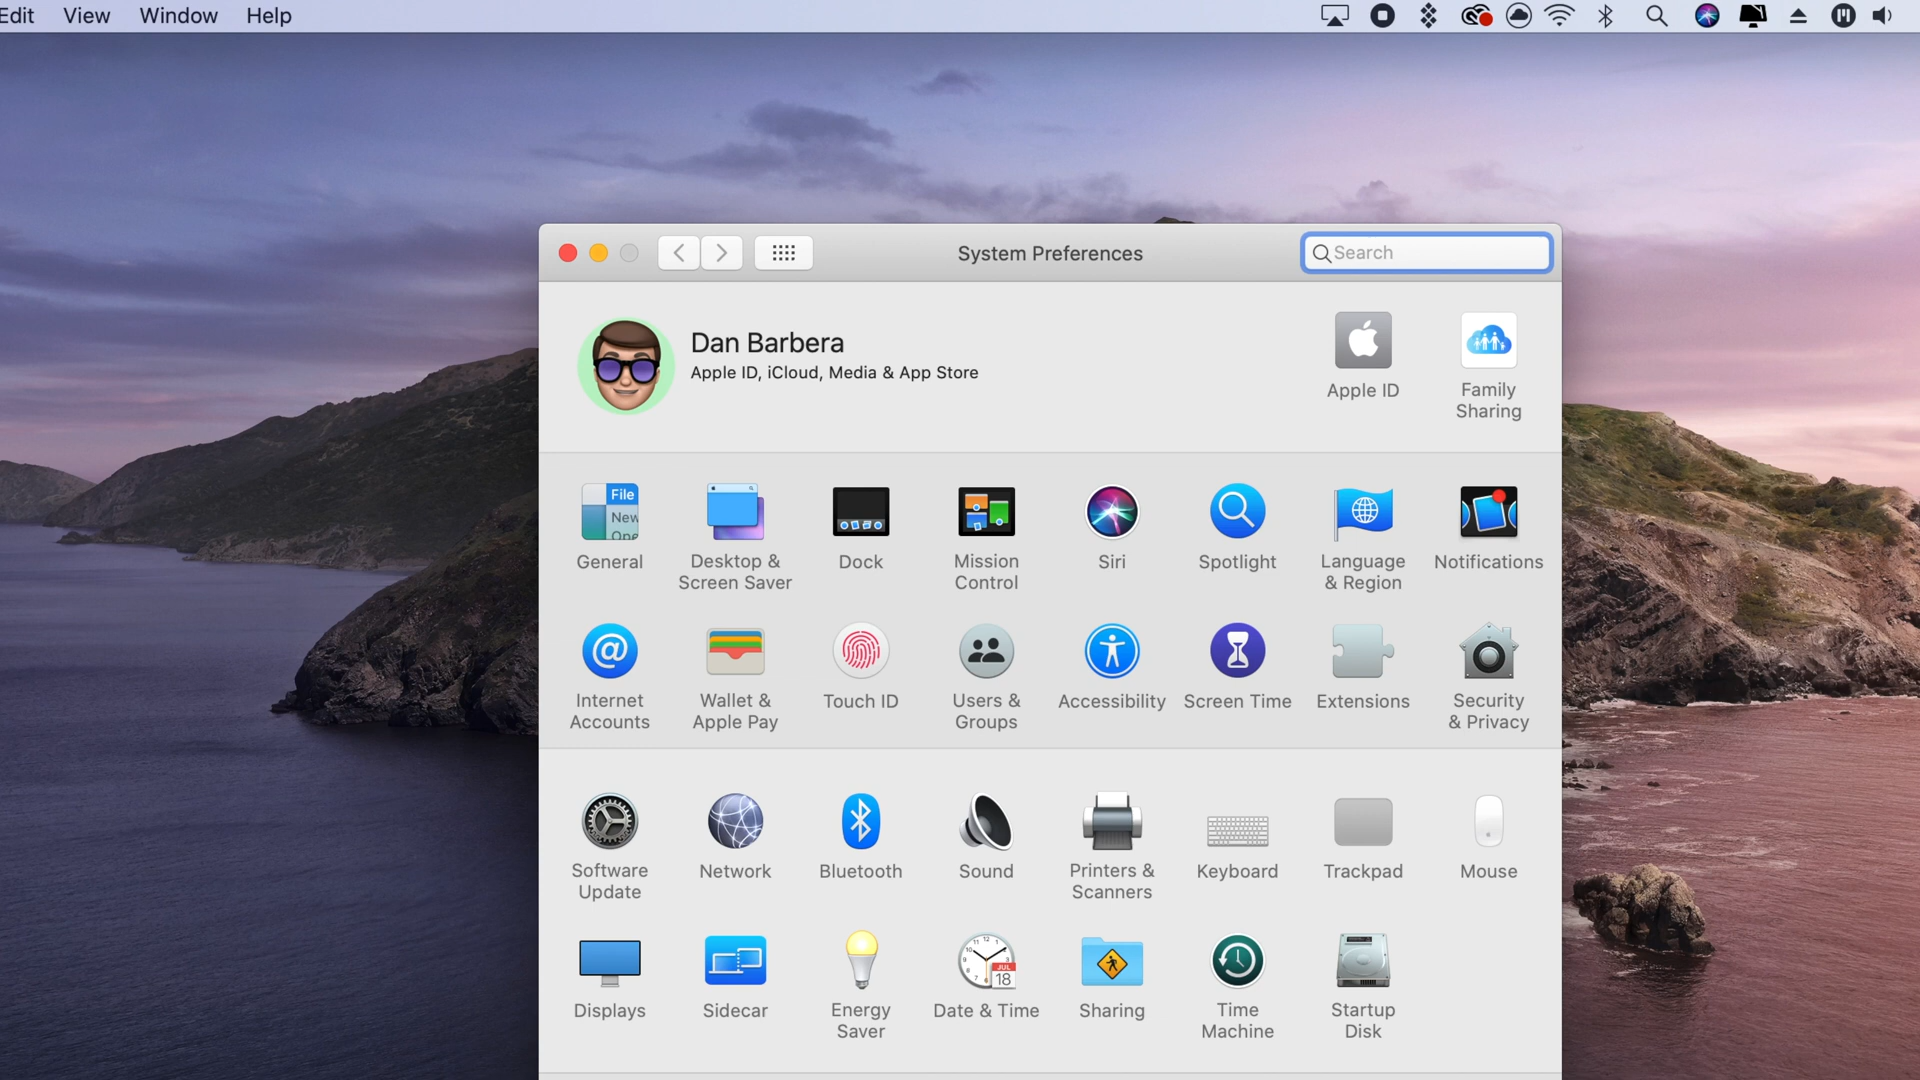 Edit View Window Help
System Preferences
Search
Dan Barbera
Apple ID, iCloud, Media & App Store
Apple ID
Family
Sharing
File
New
Ope
General
Desktop &
Screen Saver
Dock
Mission
Control
Siri
Spotlight
Language
& Region
Notifications
Internet
Accounts
Wallet &
Apple Pay
Touch ID
Users &
Groups
Accessibility
Screen Time
Extensions
Security
& Privacy
Software
Update
Network
Bluetooth
Sound
Printers &
Scanners
Keyboard
Trackpad
Mouse
JUL
18
Displays
Sidecar
Energy
Saver
Date & Time
Sharing
Time
Machine
Startup
Disk